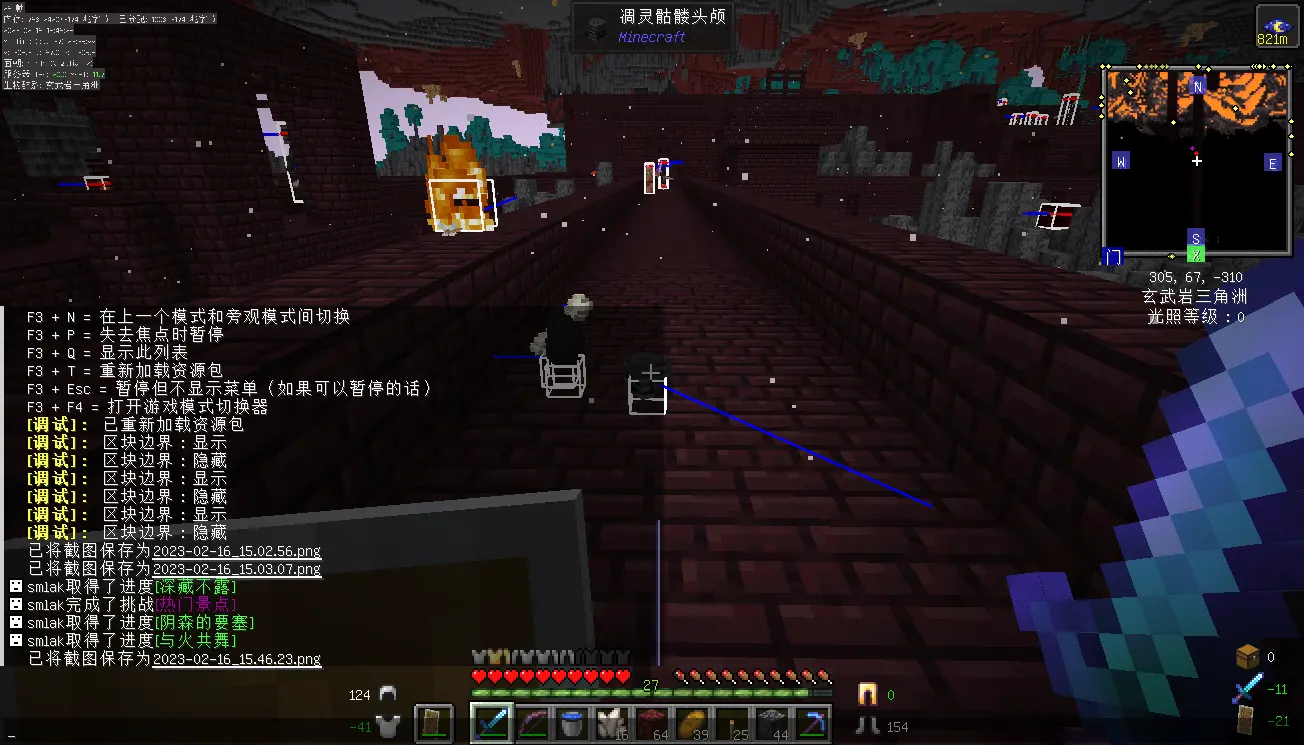 凋灵骷髅头颅
Minecraft
821m
N
W
E
S
X
门
305, 67, -310
玄武岩三角洲
光照等级：0
F3 + N = 在上一个模式和旁观模式间切换
F3 + P = 失去焦点时暂停
F3 + Q = 显示此列表
F3 + T = 重新加载资源包
F3 + Esc = 暂停但不显示菜单（如果可以暂停的话）
F3 + F4 = 打开游戏模式切换器
[调试]： 已重新加载资源包
[调试]： 区块边界：显示
[调试]： 区块边界：隐藏
[调试]： 区块边界：显示
[调试]： 区块边界：隐藏
[调试]： 区块边界：显示
[调试]： 区块边界：隐藏
已将截图保存为2023-02-16_15.02.56.png
已将截图保存为2023-02-16_15.03.07.png
smlak取得了进度[深藏不露]
smlak完成了挑战[热门景点]
smlak取得了进度[阴森的要塞]
smlak取得了进度[与火共舞]
已将截图保存为2023-02-16_15.46.23.png
27
124
-41
0
154
0
-11
-21
16
64
39
25
44